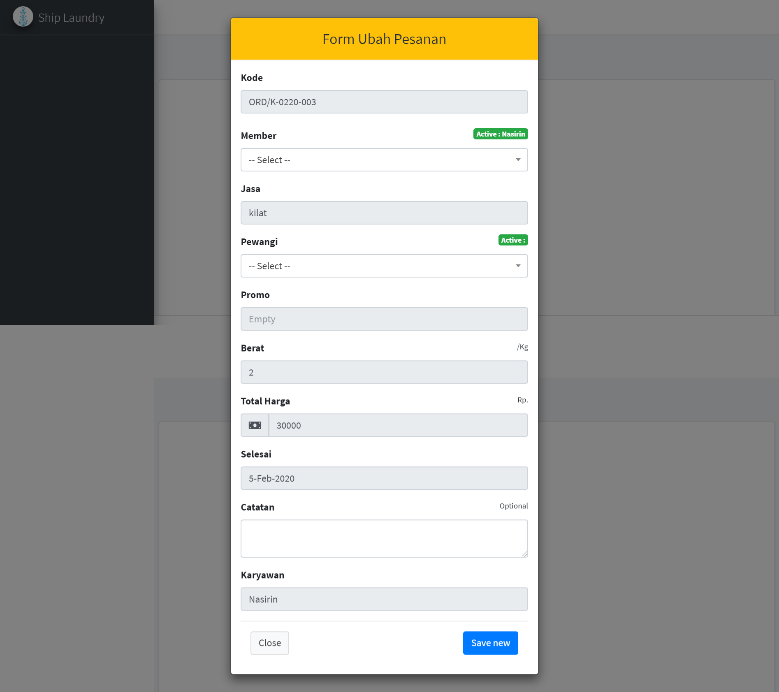 Ship Laundry
Form Ubah Pesanan
Kode
ORD/K-0220-003
Member
Active : Nasirin
-- Select --
Jasa
kilat
Pewangi
Active :
-- Select --
Promo
Empty
Berat
/Kg
2
Total Harga
Rp.
30000
Selesai
5-Feb-2020
Catatan
Optional
Karyawan
Nasirin
Close
Save new